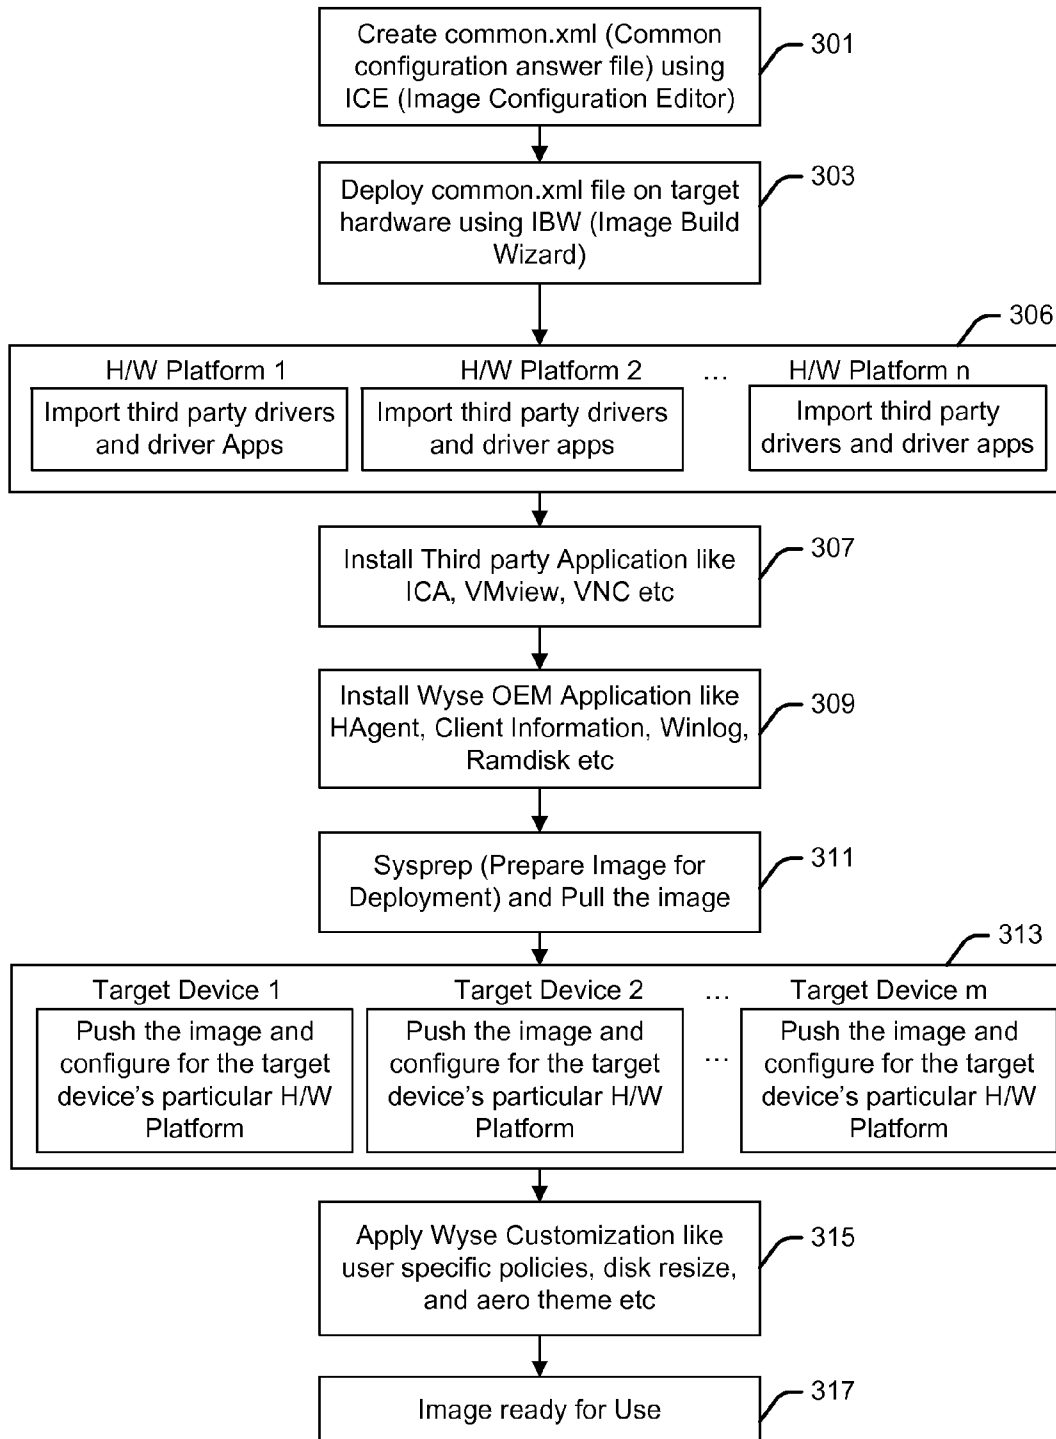 Create common.xml (Common
configuration answer file) using
ICE (Image Configuration Editor)
301
Deploy common.xml file on target
hardware using IBW (Image Build
Wizard)
303
306
H/W Platform 1
Import third party drivers
and driver Apps
H/W Platform 2
Import third party drivers
and driver apps
...
H/W Platform n
Import third party
drivers and driver apps
Install Third party Application like
ICA, VMview, VNC etc
307
Install Wyse OEM Application like
HAgent, Client Information, Winlog,
Ramdisk etc
309
Sysprep (Prepare Image for
Deployment) and Pull the image
311
313
Target Device 1
Push the image and
configure for the target
device's particular H/W
Platform
Target Device 2
Push the image and
configure for the target
device's particular H/W
Platform
...
...
Target Device m
Push the image and
configure for the target
device's particular H/W
Platform
Apply Wyse Customization like
user specific policies, disk resize,
and aero theme etc
315
Image ready for Use
317